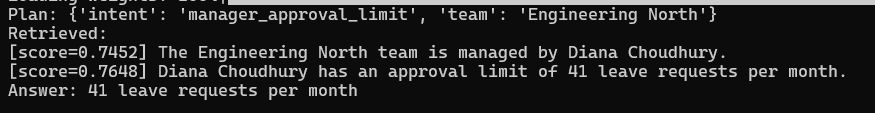 Plan: {'intent': 'manager_approval_limit', 'team': 'Engineering North'}
Retrieved:
[score=0.7452] The Engineering North team is managed by Diana Choudhury.
[score=0.7648] Diana Choudhury has an approval limit of 41 leave requests per month.
Answer: 41 leave requests per month